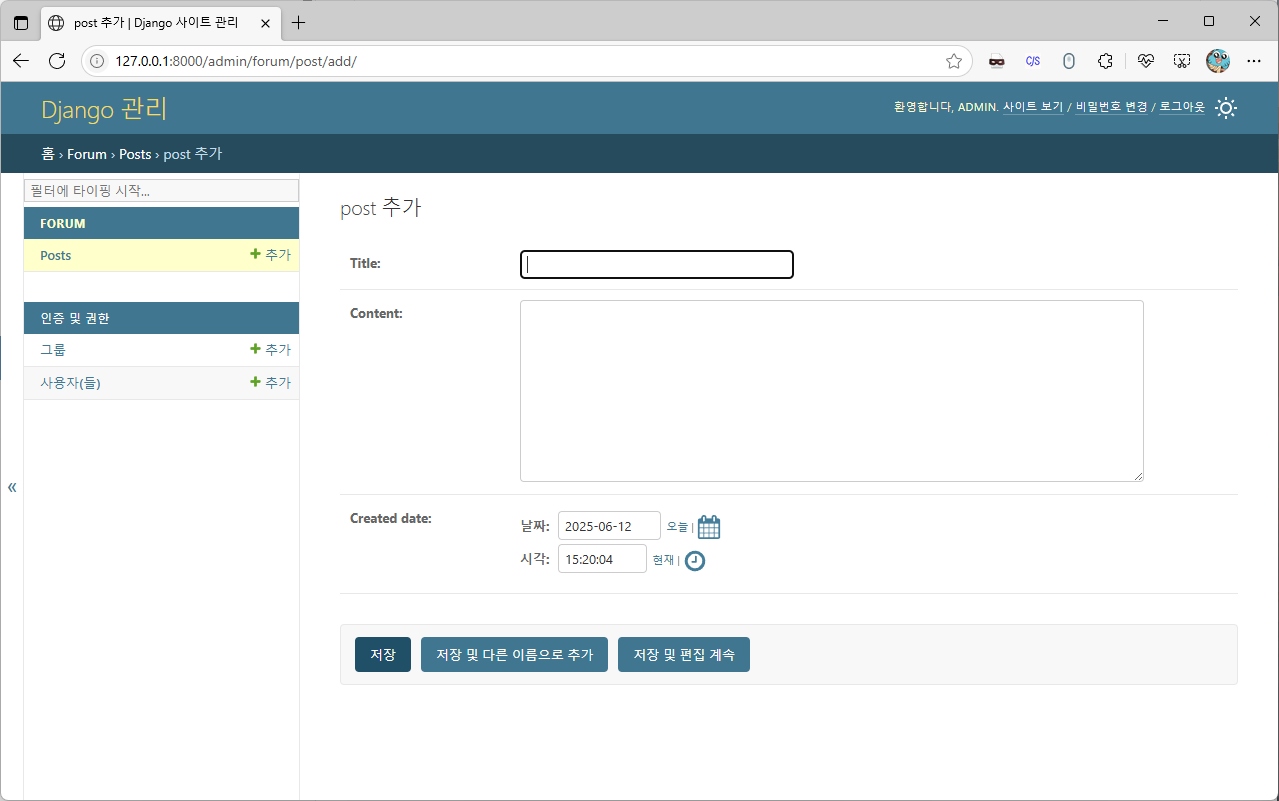 post 추가 | Django 사이트 관리
127.0.0.1:8000/admin/forum/post/add/
C/S
Django 관리
환영합니다, ADMIN. 사이트 보기 / 비밀번호 변경 / 로그아웃
홈 › Forum › Posts › post 추가
필터에 타이핑 시작...
FORUM
Posts
추가
인증 및 권한
그룹
추가
사용자(들)
추가
«
post 추가
Title:
Content:
Created date:
날짜: 2025-06-12 오늘 |
시각: 15:20:04 현재 |
저장
저장 및 다른 이름으로 추가
저장 및 편집 계속